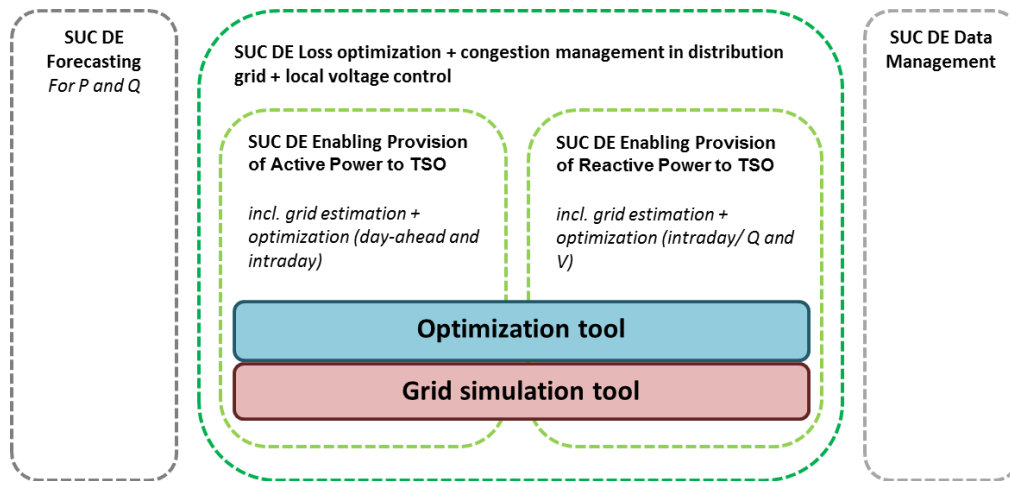 SUC DE
Forecasting
For P and Q
SUC DE Loss optimization + congestion management in distribution
grid + local voltage control
SUC DE Enabling Provision
of Active Power to TSO
incl. grid estimation +
optimization (day-ahead and
intraday)
SUC DE Enabling Provision
of Reactive Power to TSO
incl. grid estimation +
optimization (intraday/ Q and
V)
SUC DE Data
Management
Optimization tool
Grid simulation tool